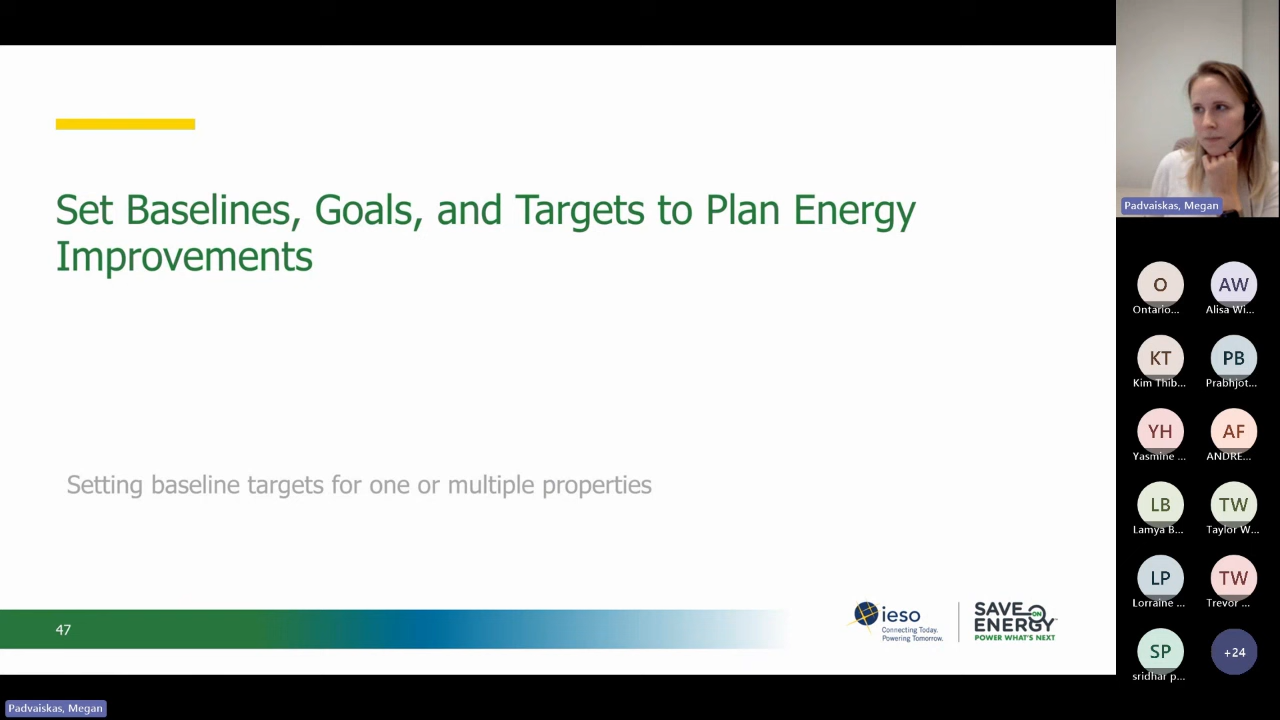 Set Baselines, Goals, and Targets to Plan Energy
Improvements
Setting baseline targets for one or multiple properties
47
ieso
Connecting Today.
Powering Tomorrow.
SAVE ON
ENERGY
POWER WHAT'S NEXT
Padvaiskas, Megan
O
Ontario...
AW
Alisa Wi...
KT
Kim Thib...
PB
Prabhjot...
YH
Yasmine ...
AF
ANDRE...
LB
Lamya B...
TW
Taylor W...
LP
Lorraine ...
TW
Trevor ...
SP
sridhar p...
+24
Padvaiskas, Megan